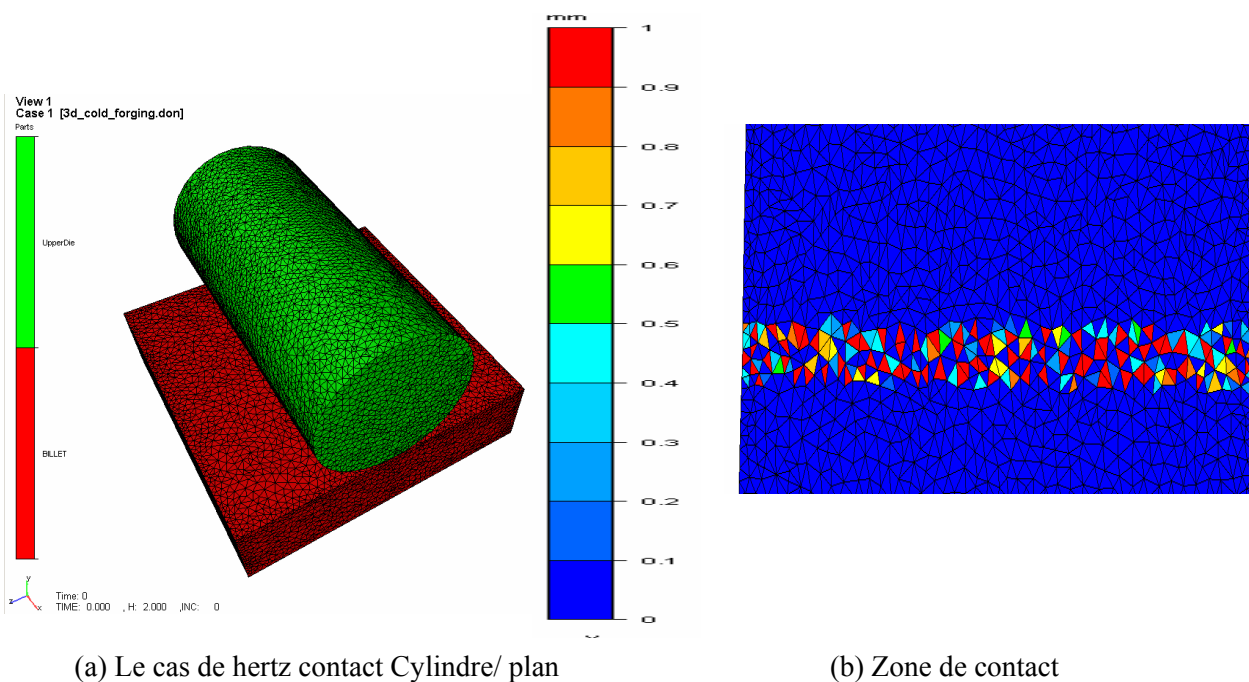 View 1
Case 1 [3d_cold_forging.don]
Parts
UpperDie
BILLET
y
z
x
Time: 0
TIME: 0.000 , H: 2.000 ,INC: 0
mm
1
0.9
0.8
0.7
0.6
0.5
0.4
0.3
0.2
0.1
0
(a) Le cas de hertz contact Cylindre/ plan
(b) Zone de contact